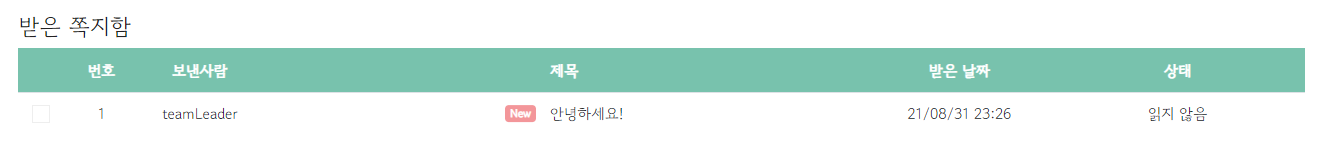 받은 쪽지함
번호 보낸사람 제목 받은 날짜 상태
1 teamLeader New 안녕하세요! 21/08/31 23:26 읽지 않음